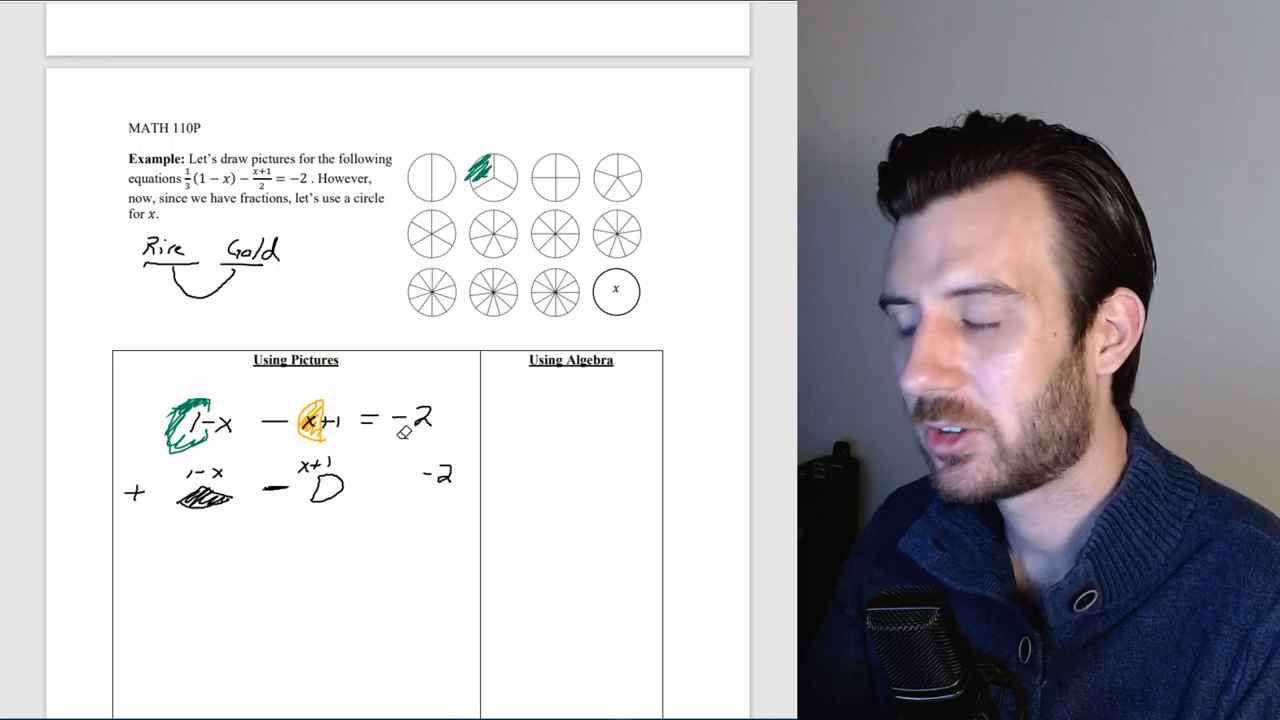 MATH 110P
Example: Let's draw pictures for the following
equations 1/3 (1 − x) − (x+1)/2 = −2 . However,
now, since we have fractions, let's use a circle
for x.
Rire Gold
x
Using Pictures
Using Algebra
1-x — x+1 = -2
1-x x+1 -2
+ -